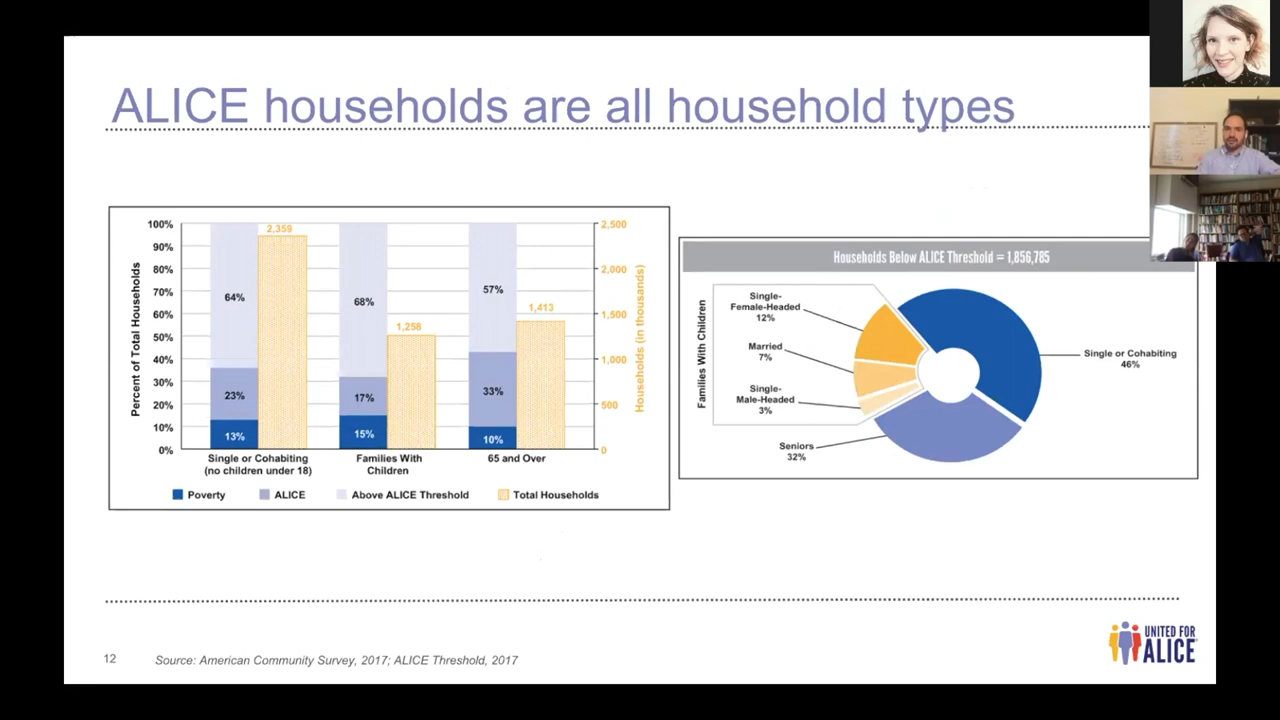 ALICE households are all household types
100%
90%
80%
70%
60%
50%
40%
30%
20%
10%
0%
Percent of Total Households
2,359
64%
23%
13%
68%
1,258
17%
15%
57%
1,413
33%
10%
2,500
2,000
1,500
1,000
500
0
Households (in thousands)
Single or Cohabiting
(no children under 18)
Families With
Children
65 and Over
Poverty
ALICE
Above ALICE Threshold
Total Households
Households Below ALICE Threshold = 1,856,785
Families With Children
Single-
Female-Headed
12%
Married
7%
Single-
Male-Headed
3%
Seniors
32%
Single or Cohabiting
46%
12
Source: American Community Survey, 2017; ALICE Threshold, 2017
UNITED FOR
ALICE